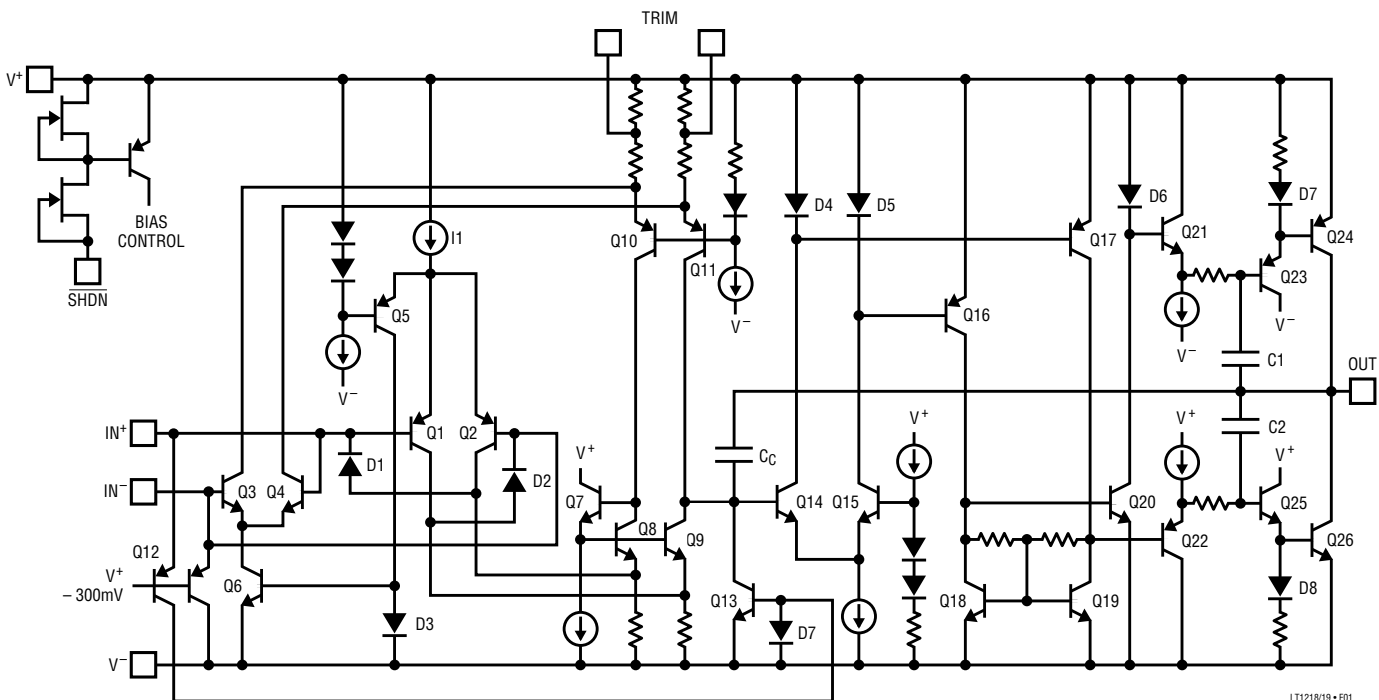 TRIM
V+
BIAS
CONTROL
SHDN
I1
Q10
Q11
D4
D5
Q17
D6
Q21
D7
Q24
Q23
Q5
V−
V−
Q16
V−
V−
C1
OUT
IN+
Q1
Q2
D1
D2
V+
CC
V+
V+
C2
V+
IN−
Q3
Q4
Q7
Q8
Q9
Q14
Q15
Q20
Q22
Q25
Q26
Q12
V+
– 300mV
Q6
D3
Q13
D7
Q18
Q19
D8
V−
LT1218/19 • F01